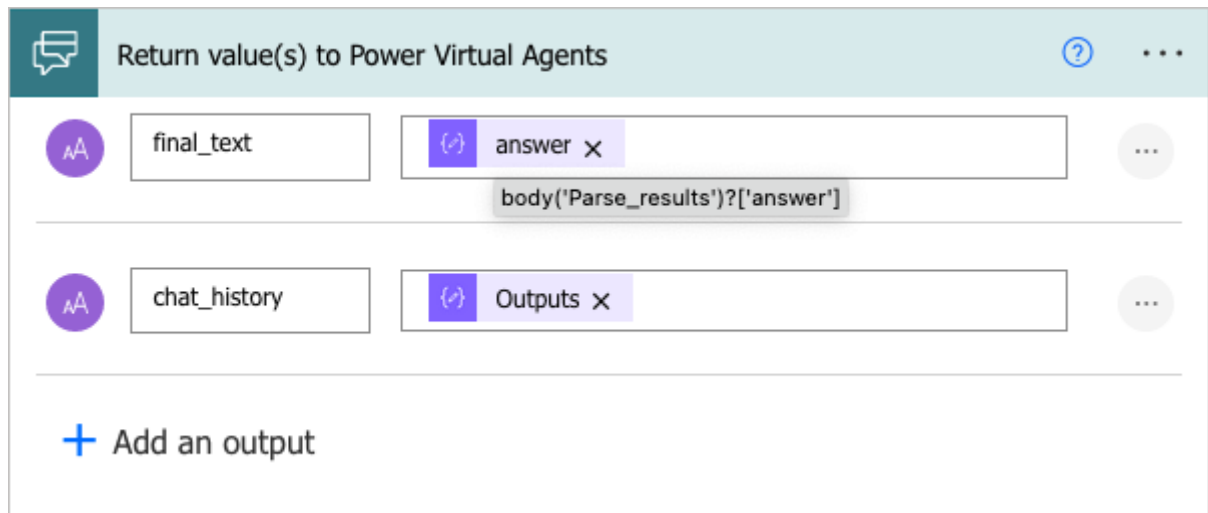 Return value(s) to Power Virtual Agents
final_text answer
body('Parse_results')?['answer']
chat_history Outputs
Add an output